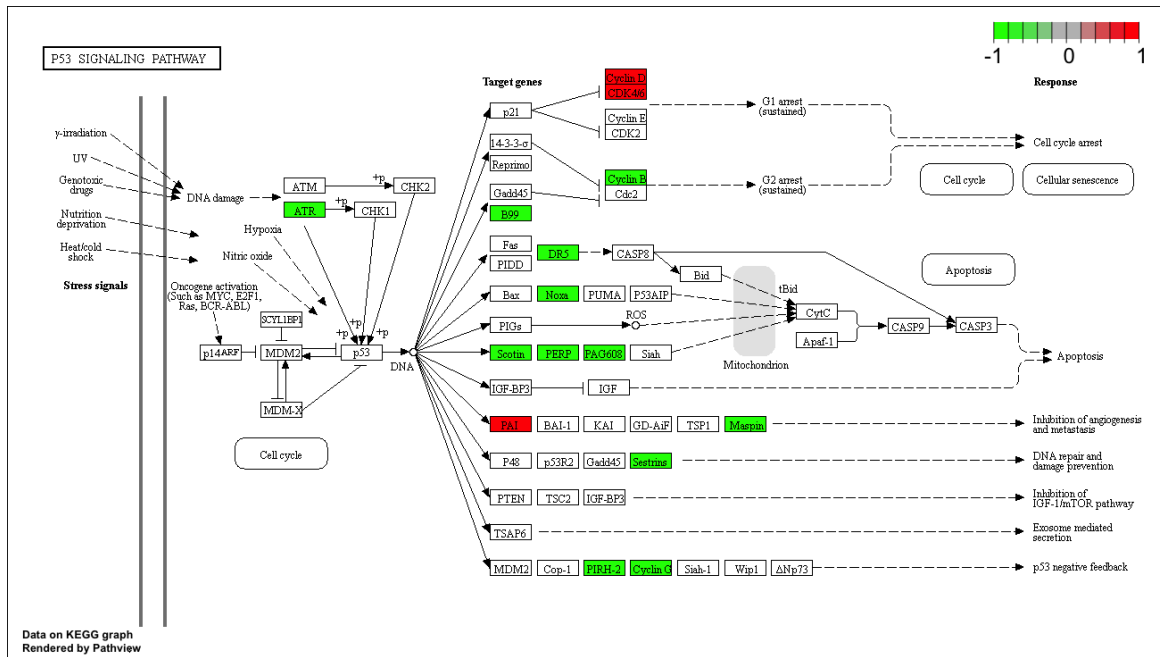 P53 SIGNALING PATHWAY
-1 0 1
Target genes
Response
Cyclin D
CDK4/6
p21
Cyclin E
CDK2
G1 arrest
(sustained)
14-3-3-σ
Reprimo
Cyclin B
Cdc2
G2 arrest
(sustained)
Cell cycle arrest
Gadd45
B99
Cell cycle
Cellular senescence
γ-irradiation
UV
Genotoxic
drugs
Nutrition
deprivation
Heat/cold
shock
Stress signals
DNA damage
ATM
+p
CHK2
ATR
+p
CHK1
Hypoxia
Nitric oxide
Oncogene activation
(Such as MYC, E2F1,
Ras, BCR-ABL)
SCYL1BP1
+p
+p
+p
p14ARF
MDM2
p53
DNA
MDM-X
Cell cycle
Fas
PIDD
DR5
CASP8
Bid
tBid
Apoptosis
Bax
Noxa
PUMA
P53AIP
CytC
PIGs
ROS
CASP9
CASP3
Apaf-1
Scotin
PERP
PAG608
Siah
Mitochondrion
Apoptosis
IGF-BP3
IGF
PAI
BAI-1
KAI
GD-AiF
TSP1
Maspin
Inhibition of angiogenesis
and metastasis
P48
p53R2
Gadd45
Sestrins
DNA repair and
damage prevention
PTEN
TSC2
IGF-BP3
Inhibition of
IGF-1/mTOR pathway
TSAP6
Exosome mediated
secretion
MDM2
Cop-1
PIRH-2
Cyclin G
Siah-1
Wip1
ΔNp73
p53 negative feedback
Data on KEGG graph
Rendered by Pathview